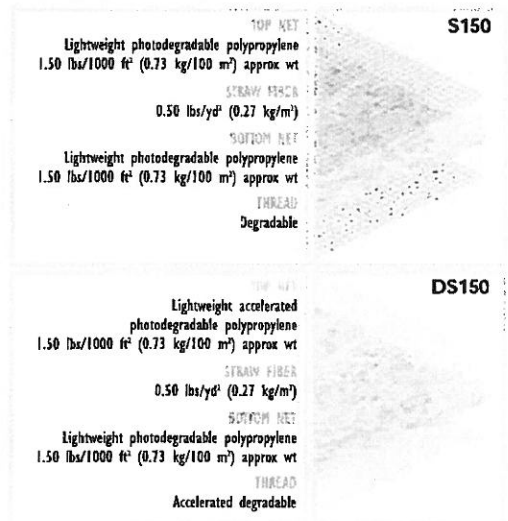 S150
TOP NET
Lightweight photodegradable polypropylene
1.50 lbs/1000 ft² (0.73 kg/100 m²) approx wt
STRAW FIBER
0.50 lbs/yd² (0.27 kg/m²)
BOTTOM NET
Lightweight photodegradable polypropylene
1.50 lbs/1000 ft² (0.73 kg/100 m²) approx wt
THREAD
Degradable
DS150
TOP NET
Lightweight accelerated
photodegradable polypropylene
1.50 lbs/1000 ft² (0.73 kg/100 m²) approx wt
STRAW FIBER
0.50 lbs/yd² (0.27 kg/m²)
BOTTOM NET
Lightweight photodegradable polypropylene
1.50 lbs/1000 ft² (0.73 kg/100 m²) approx wt
THREAD
Accelerated degradable